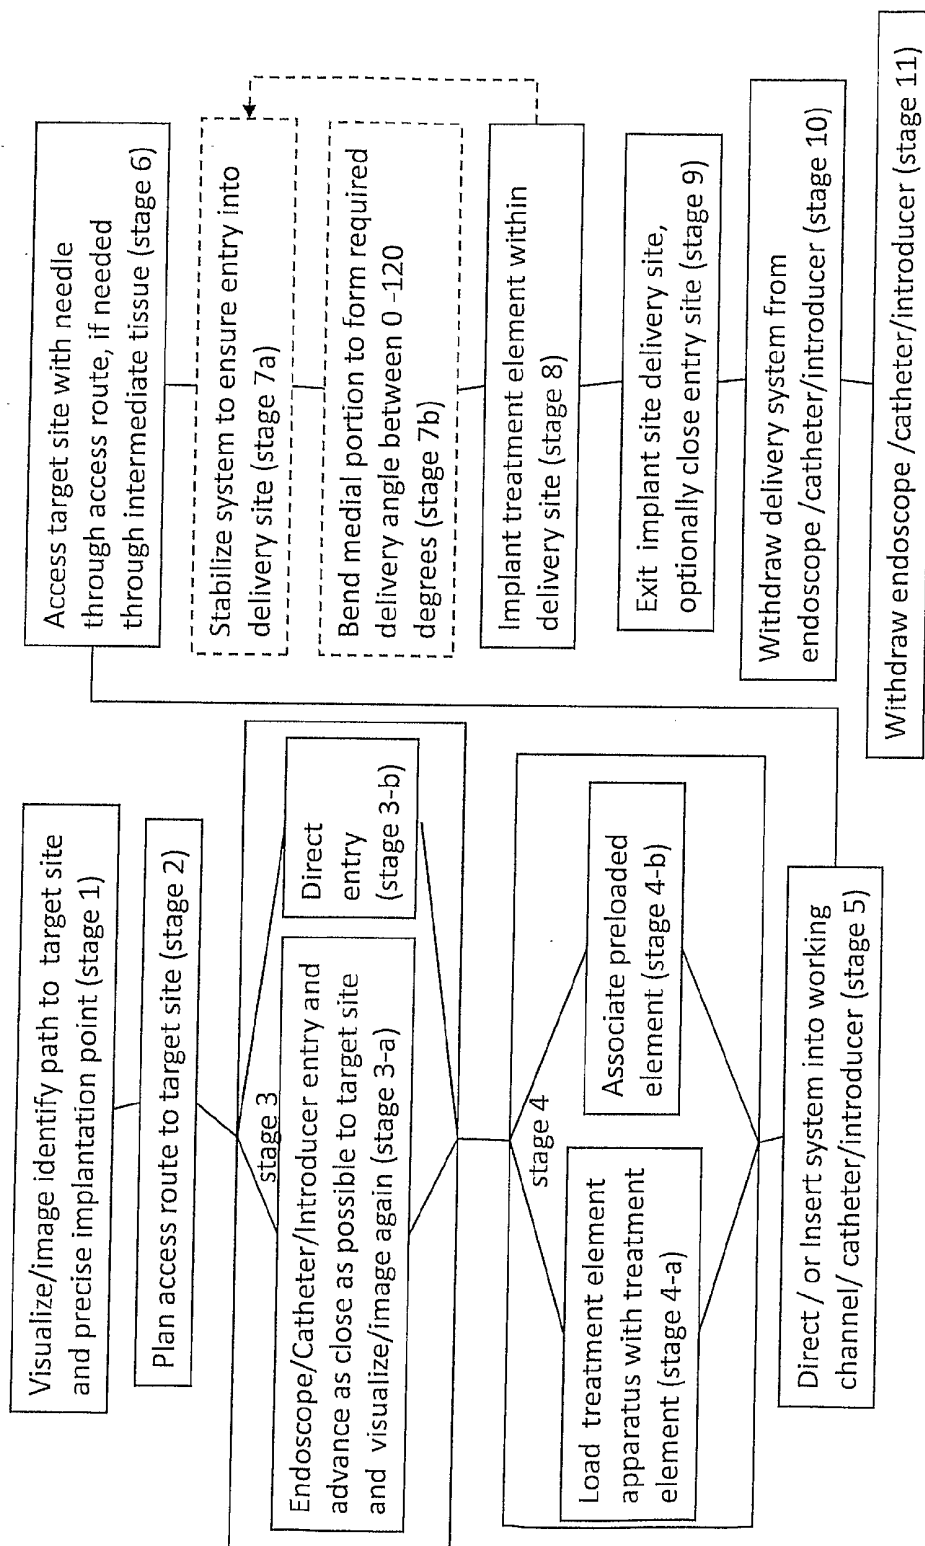 Visualize/image identify path to target site
and precise implantation point (stage 1)
Plan access route to target site (stage 2)
stage 3
Endoscope/Catheter/Introducer entry and
advance as close as possible to target site
and visualize/image again (stage 3-a)
Direct
entry
(stage 3-b)
stage 4
Load treatment element
apparatus with treatment
element (stage 4-a)
Associate preloaded
element (stage 4-b)
Direct / or Insert system into working
channel/ catheter/introducer (stage 5)
Access target site with needle
through access route, if needed
through intermediate tissue (stage 6)
Stabilize system to ensure entry into
delivery site (stage 7a)
Bend medial portion to form required
delivery angle between 0 -120
degrees (stage 7b)
Implant treatment element within
delivery site (stage 8)
Exit implant site delivery site,
optionally close entry site (stage 9)
Withdraw delivery system from
endoscope /catheter/introducer (stage 10)
Withdraw endoscope /catheter/introducer (stage 11)